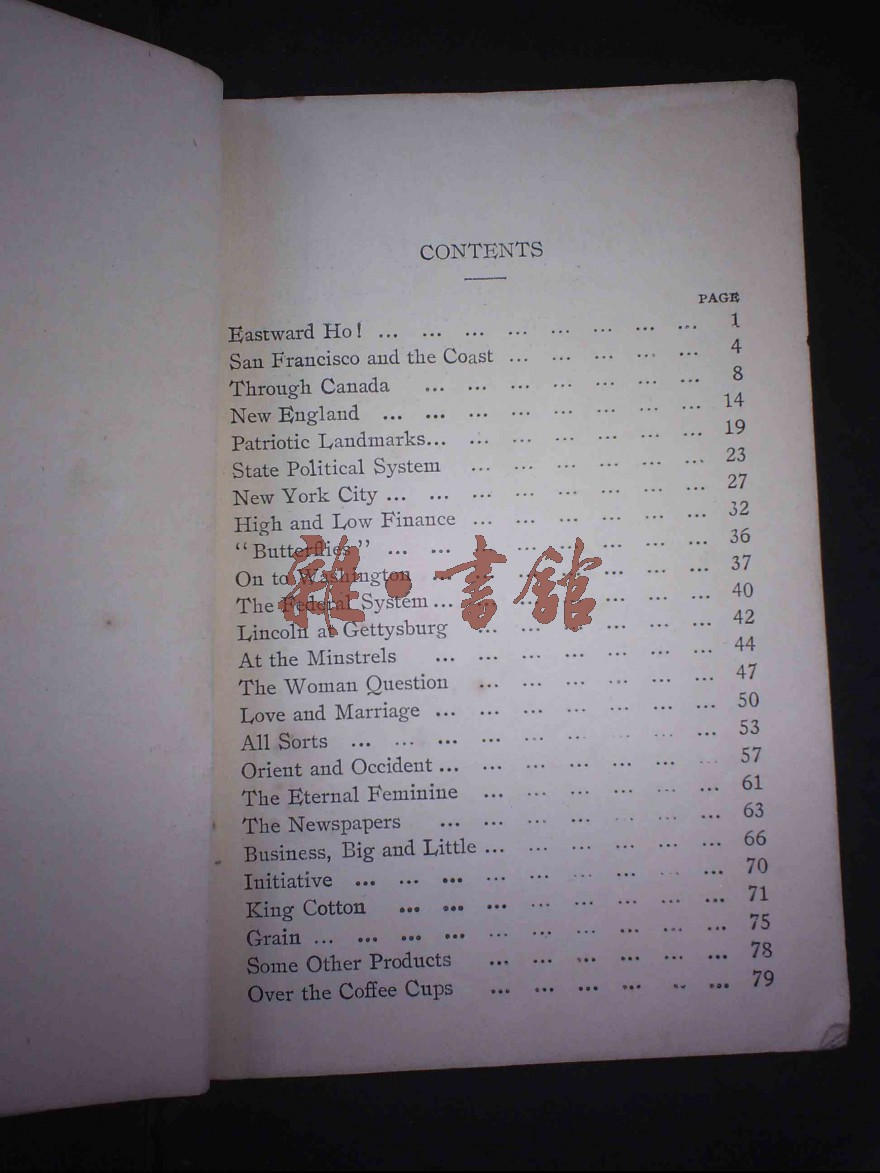 CONTENTS
PAGE
Eastward Ho! ... ... ... ... ... ... ... ... 1
San Francisco and the Coast ... ... ... ... ... 4
Through Canada ... ... ... ... ... ... ... 8
New England ... ... ... ... ... ... ... ... 14
Patriotic Landmarks... ... ... ... ... ... ... 19
State Political System ... ... ... ... ... ... 23
New York City ... ... ... ... ... ... ... ... 27
High and Low Finance ... ... ... ... ... ... 32
"Butterflies" ... ... ... ... ... ... ... ... 36
On to Washington ... ... ... ... ... ... ... 37
The Federal System ... ... ... ... ... ... ... 40
Lincoln at Gettysburg ... ... ... ... ... ... 42
At the Minstrels ... ... ... ... ... ... ... 44
The Woman Question ... ... ... ... ... ... 47
Love and Marriage ... ... ... ... ... ... ... 50
All Sorts ... ... ... ... ... ... ... ... ... 53
Orient and Occident ... ... ... ... ... ... ... 57
The Eternal Feminine ... ... ... ... ... ... 61
The Newspapers ... ... ... ... ... ... ... 63
Business, Big and Little ... ... ... ... ... ... 66
Initiative ... ... ... ... ... ... ... ... ... 70
King Cotton ... ... ... ... ... ... ... ... 71
Grain ... ... ... ... ... ... ... ... ... ... 75
Some Other Products ... ... ... ... ... ... 78
Over the Coffee Cups ... ... ... ... ... ... 79
雜·書館